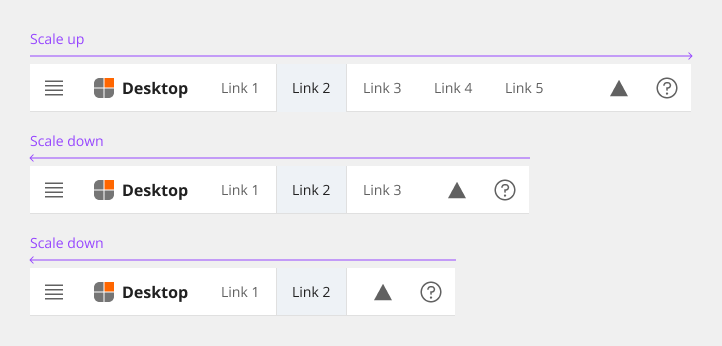 Scale up
Desktop Link 1 Link 2 Link 3 Link 4 Link 5 ?
Scale down
Desktop Link 1 Link 2 Link 3 ?
Scale down
Desktop Link 1 Link 2 ?